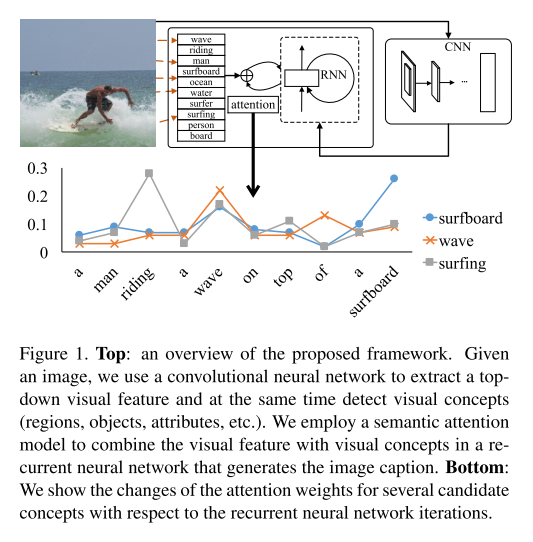 wave
riding
man
surfboard
ocean
water
surfer
surfing
person
board
attention
RNN
CNN
...
0.3
0.2
0.1
0
a man riding a wave on top of a surfboard
surfboard
wave
surfing
Figure 1. Top: an overview of the proposed framework. Given
an image, we use a convolutional neural network to extract a top-
down visual feature and at the same time detect visual concepts
(regions, objects, attributes, etc.). We employ a semantic attention
model to combine the visual feature with visual concepts in a re-
current neural network that generates the image caption. Bottom:
We show the changes of the attention weights for several candidate
concepts with respect to the recurrent neural network iterations.